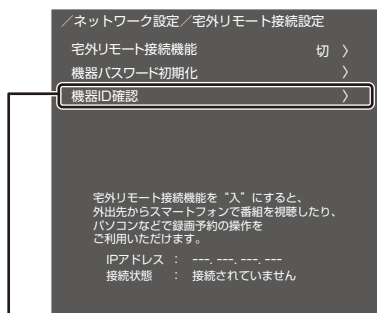 ／ネットワーク設定／宅外リモート接続設定
宅外リモート接続機能 切 〉
機器パスワード初期化 〉
機器ID確認 〉
宅外リモート接続機能を“入”にすると、
外出先からスマートフォンで番組を視聴したり、
パソコンなどで録画予約の操作を
ご利用いただけます。
IPアドレス ： ---. ---. ---. ---
接続状態 ： 接続されていません